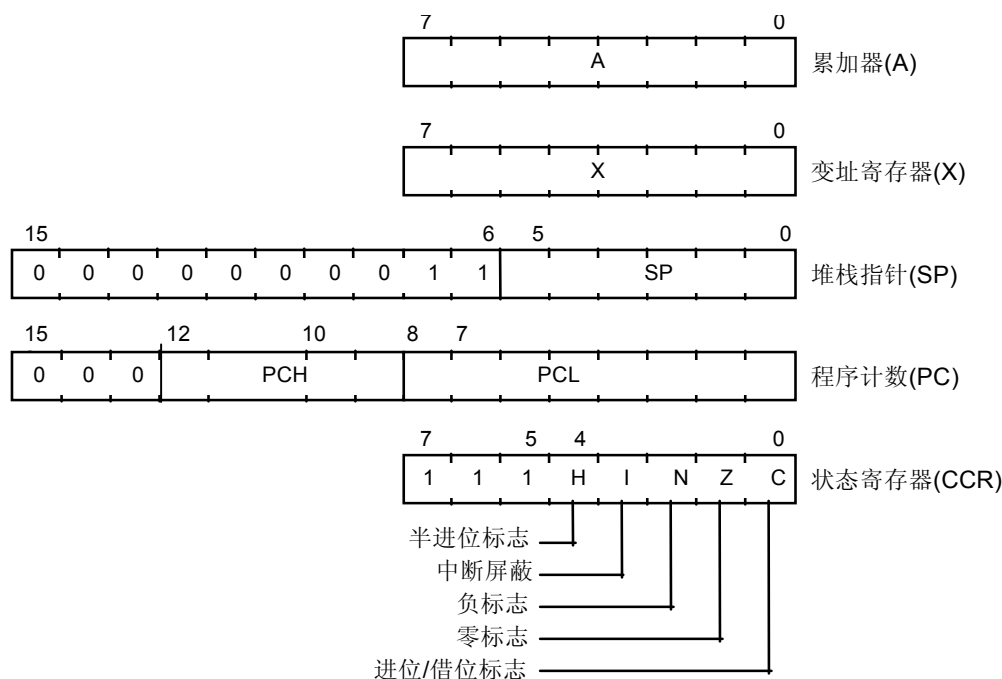 7 0
A
累加器(A)
7 0
X
变址寄存器(X)
15 6 5 0
0 0 0 0 0 0 0 0 1 1 SP
堆栈指针(SP)
15 12 10 8 7
0 0 0 PCH PCL
程序计数(PC)
7 5 4 0
1 1 1 H I N Z C
状态寄存器(CCR)
半进位标志
中断屏蔽
负标志
零标志
进位/借位标志